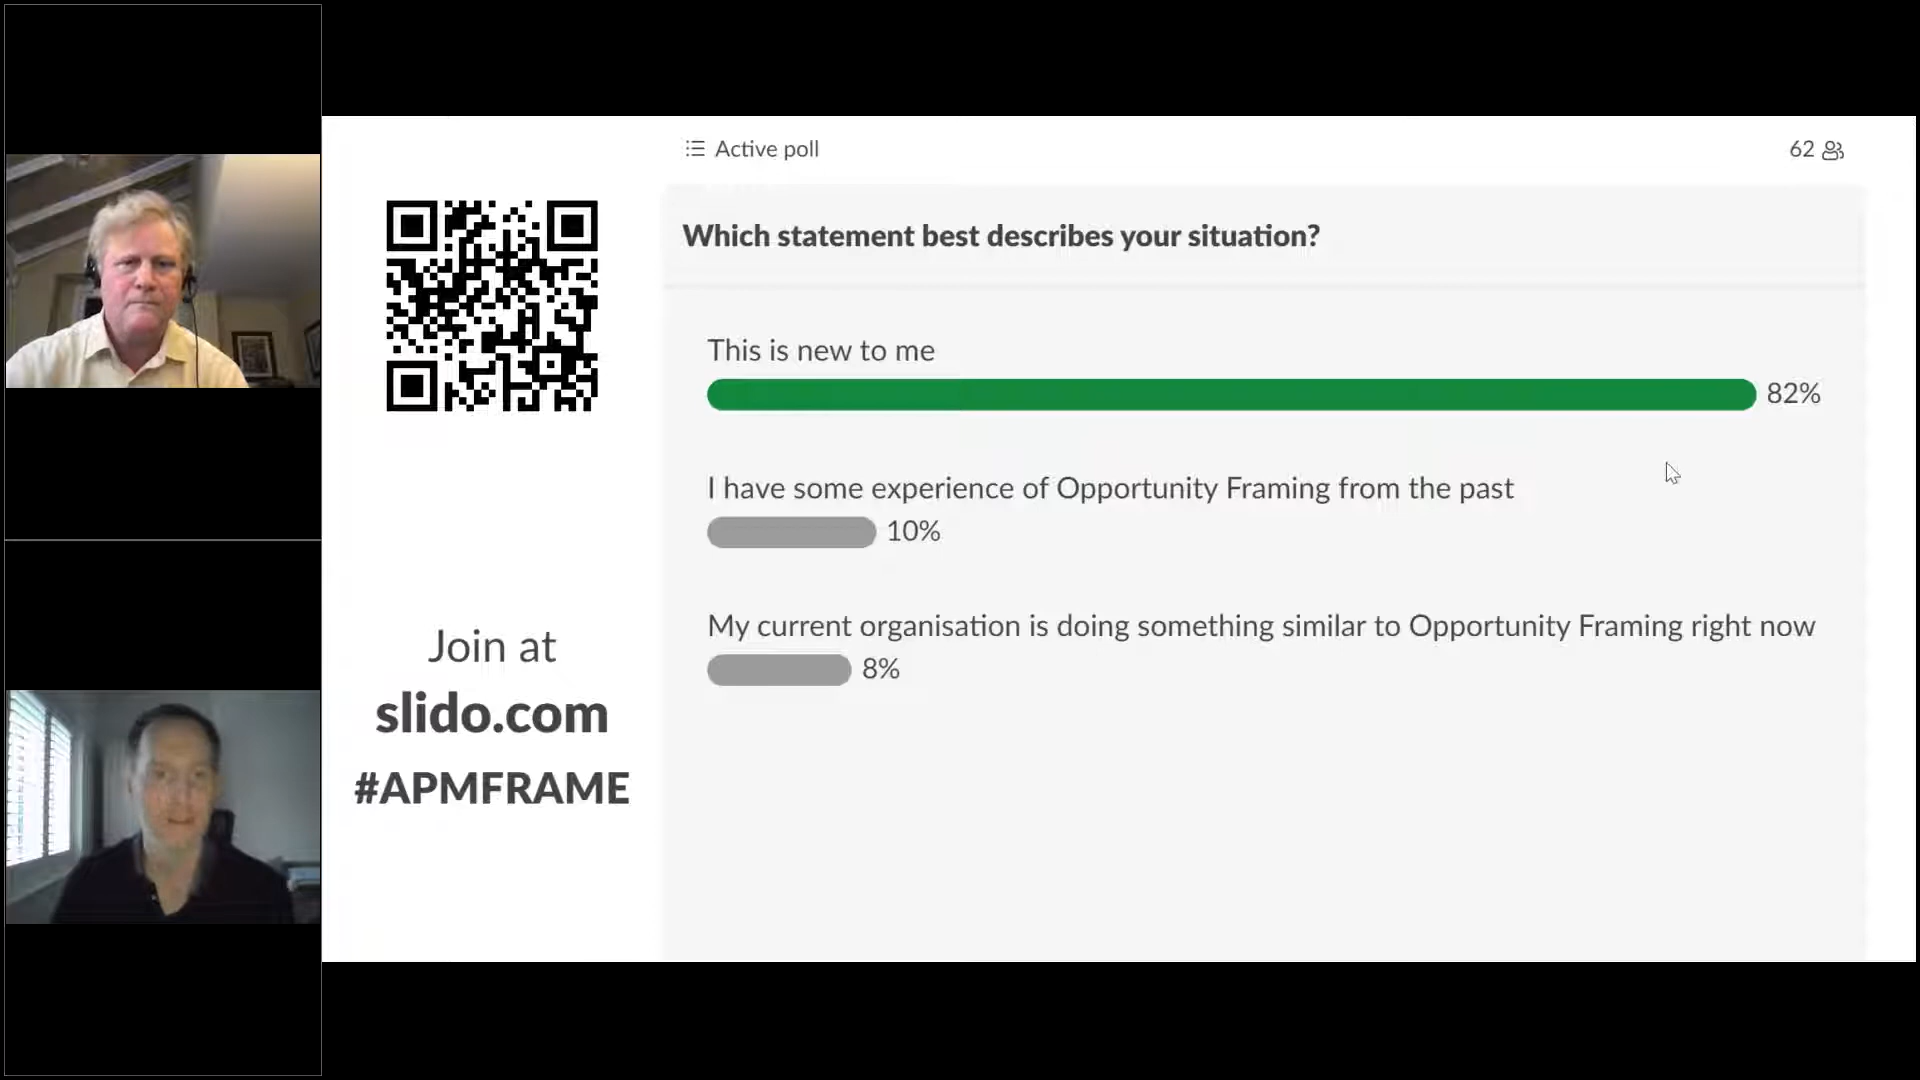 Active poll
62
Which statement best describes your situation?
This is new to me
82%
I have some experience of Opportunity Framing from the past
10%
My current organisation is doing something similar to Opportunity Framing right now
8%
Join at
slido.com
#APMFRAME